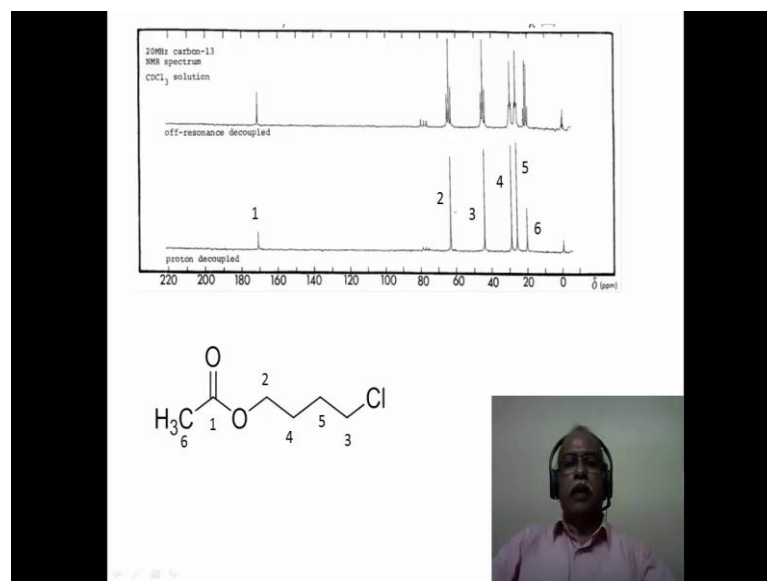 20MHz carbon-13
NMR spectrum
CDCl3 solution
off-resonance decoupled
1
2
3
4
5
6
proton decoupled
220 200 180 160 140 120 100 80 60 40 20 0 δ (ppm)
O
2
Cl
H3C
O
6
1
4
5
3